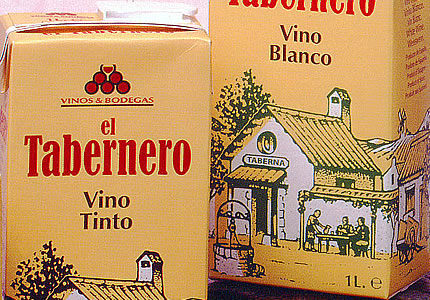 VINOS & BODEGAS
el
Tabernero
Vino
Tinto
Tabernero
Vino
Blanco
TABERNA
1L. e